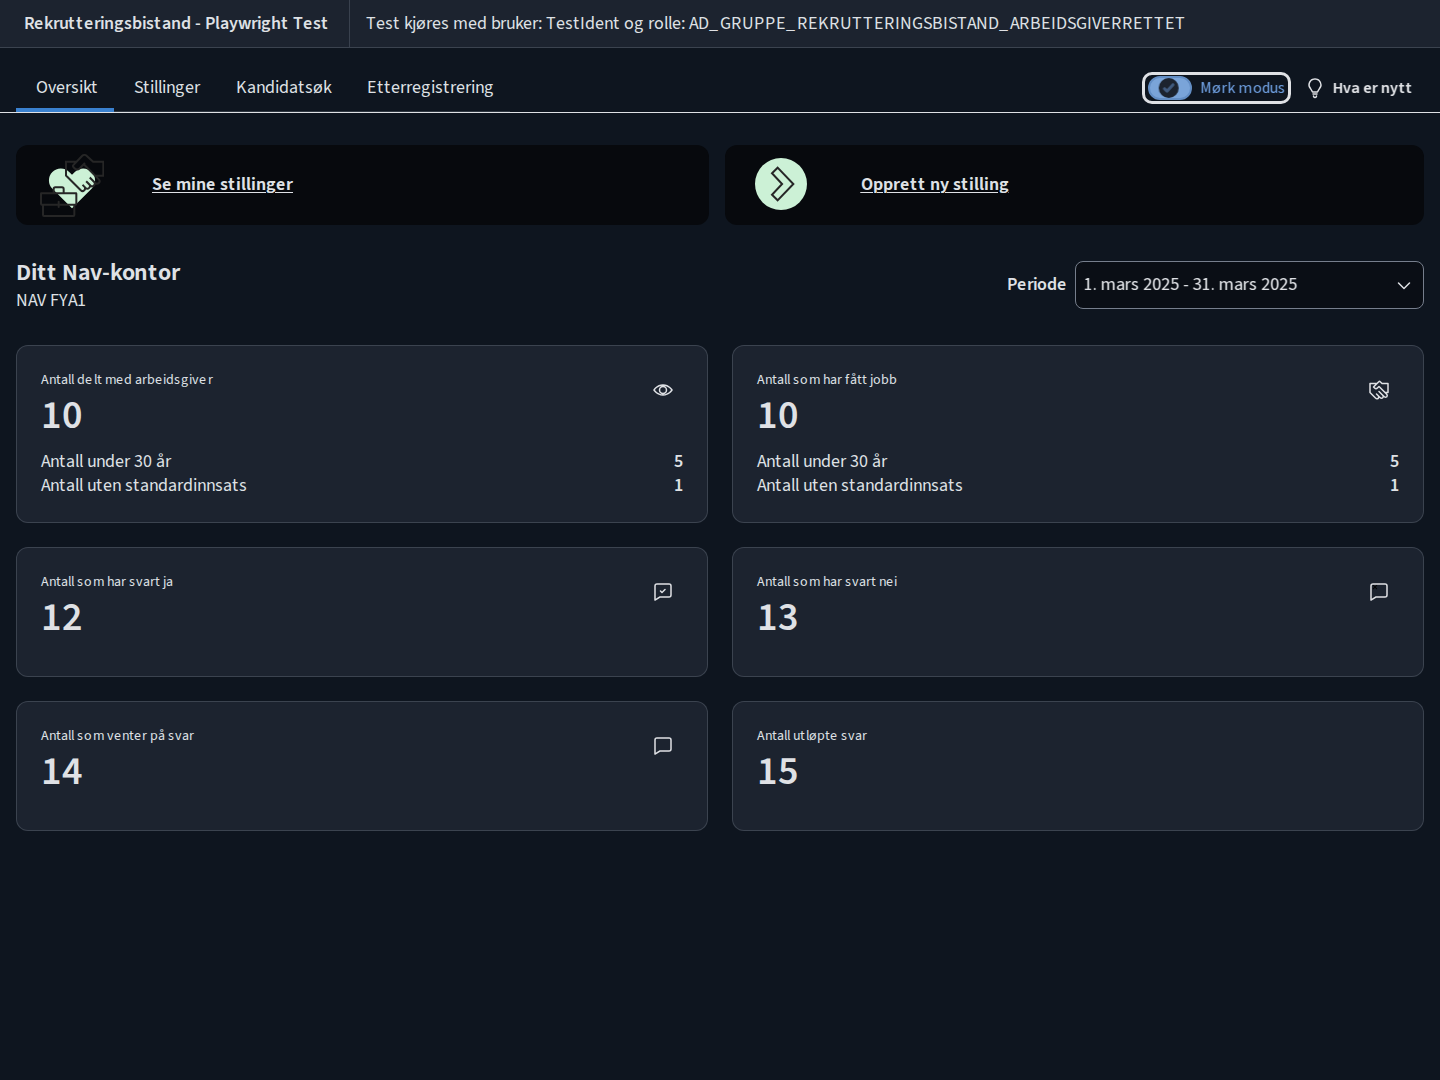 Rekrutteringsbistand - Playwright Test
Test kjøres med bruker: TestIdent og rolle: AD_GRUPPE_REKRUTTERINGSBISTAND_ARBEIDSGIVERRETTET
Oversikt
Stillinger
Kandidatsøk
Etterregistrering
Mørk modus
Hva er nytt
Se mine stillinger
Opprett ny stilling
Ditt Nav-kontor
NAV FYA1
Periode
1. mars 2025 - 31. mars 2025
Antall delt med arbeidsgiver
10
Antall under 30 år 5
Antall uten standardinnsats 1
Antall som har fått jobb
10
Antall under 30 år 5
Antall uten standardinnsats 1
Antall som har svart ja
12
Antall som har svart nei
13
Antall som venter på svar
14
Antall utløpte svar
15